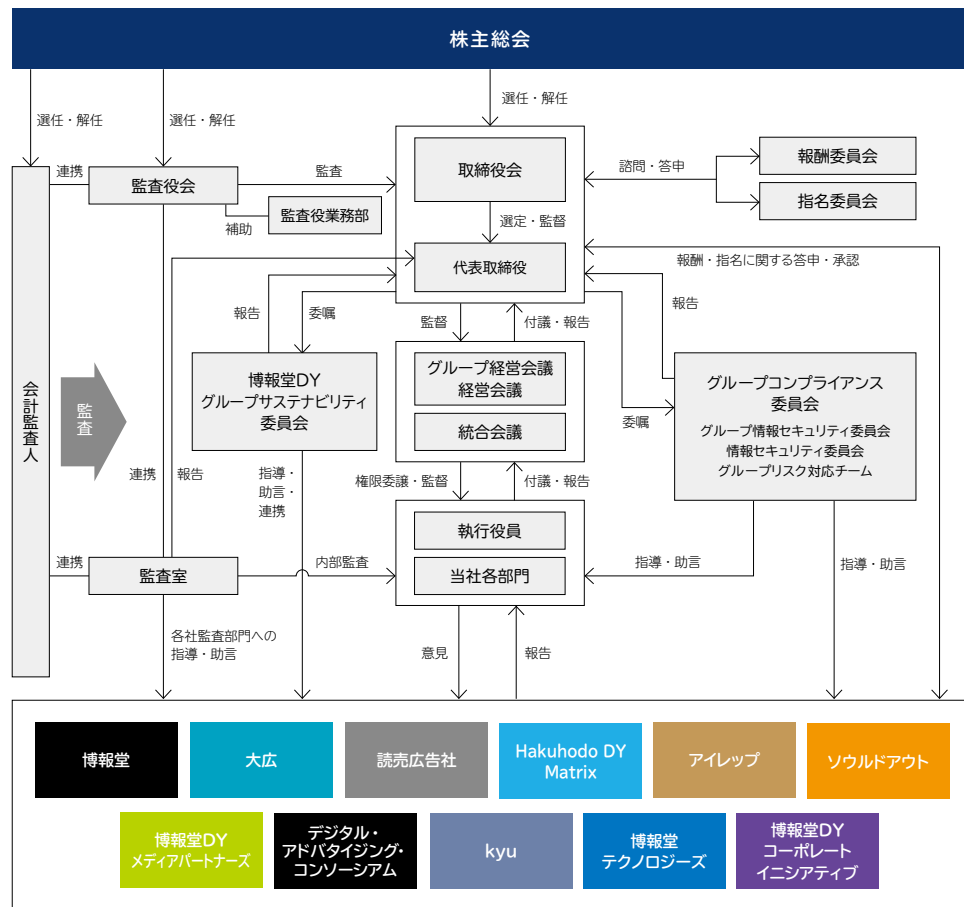 株主総会
選任・解任
選任・解任
選任・解任
連携
監査役会
監査
取締役会
諮問・答申
報酬委員会
指名委員会
監査役業務部
補助
選定・監督
代表取締役
報酬・指名に関する答申・承認
報告
委嘱
監督
付議・報告
報告
会計監査人
監査
博報堂DY
グループサステナビリティ
委員会
グループ経営会議
経営会議
統合会議
委嘱
グループコンプライアンス
委員会
グループ情報セキュリティ委員会
情報セキュリティ委員会
グループリスク対応チーム
連携
報告
指導・
助言・
連携
権限委譲・監督
付議・報告
執行役員
当社各部門
連携
監査室
内部監査
指導・助言
指導・助言
各社監査部門への
指導・助言
意見
報告
博報堂
大広
読売広告社
Hakuhodo DY
Matrix
アイレップ
ソウルドアウト
博報堂DY
メディアパートナーズ
デジタル・
アドバタイジング・
コンソーシアム
kyu
博報堂
テクノロジーズ
博報堂DY
コーポレート
イニシアティブ